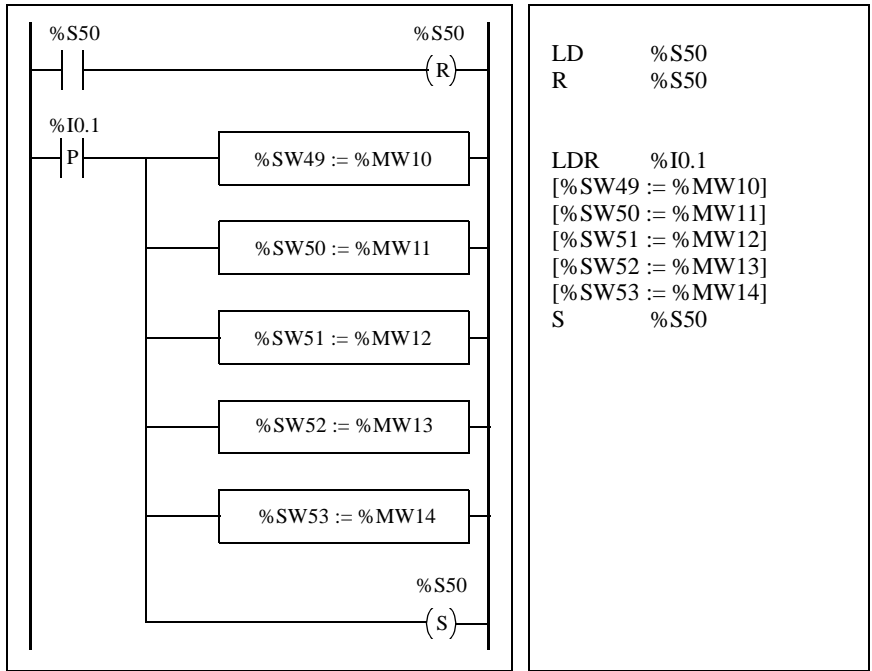 %S50 %S50
R
%I0.1
P
%SW49 := %MW10
%SW50 := %MW11
%SW51 := %MW12
%SW52 := %MW13
%SW53 := %MW14
%S50
S
LD %S50
R %S50
LDR %I0.1
[%SW49 := %MW10]
[%SW50 := %MW11]
[%SW51 := %MW12]
[%SW52 := %MW13]
[%SW53 := %MW14]
S %S50